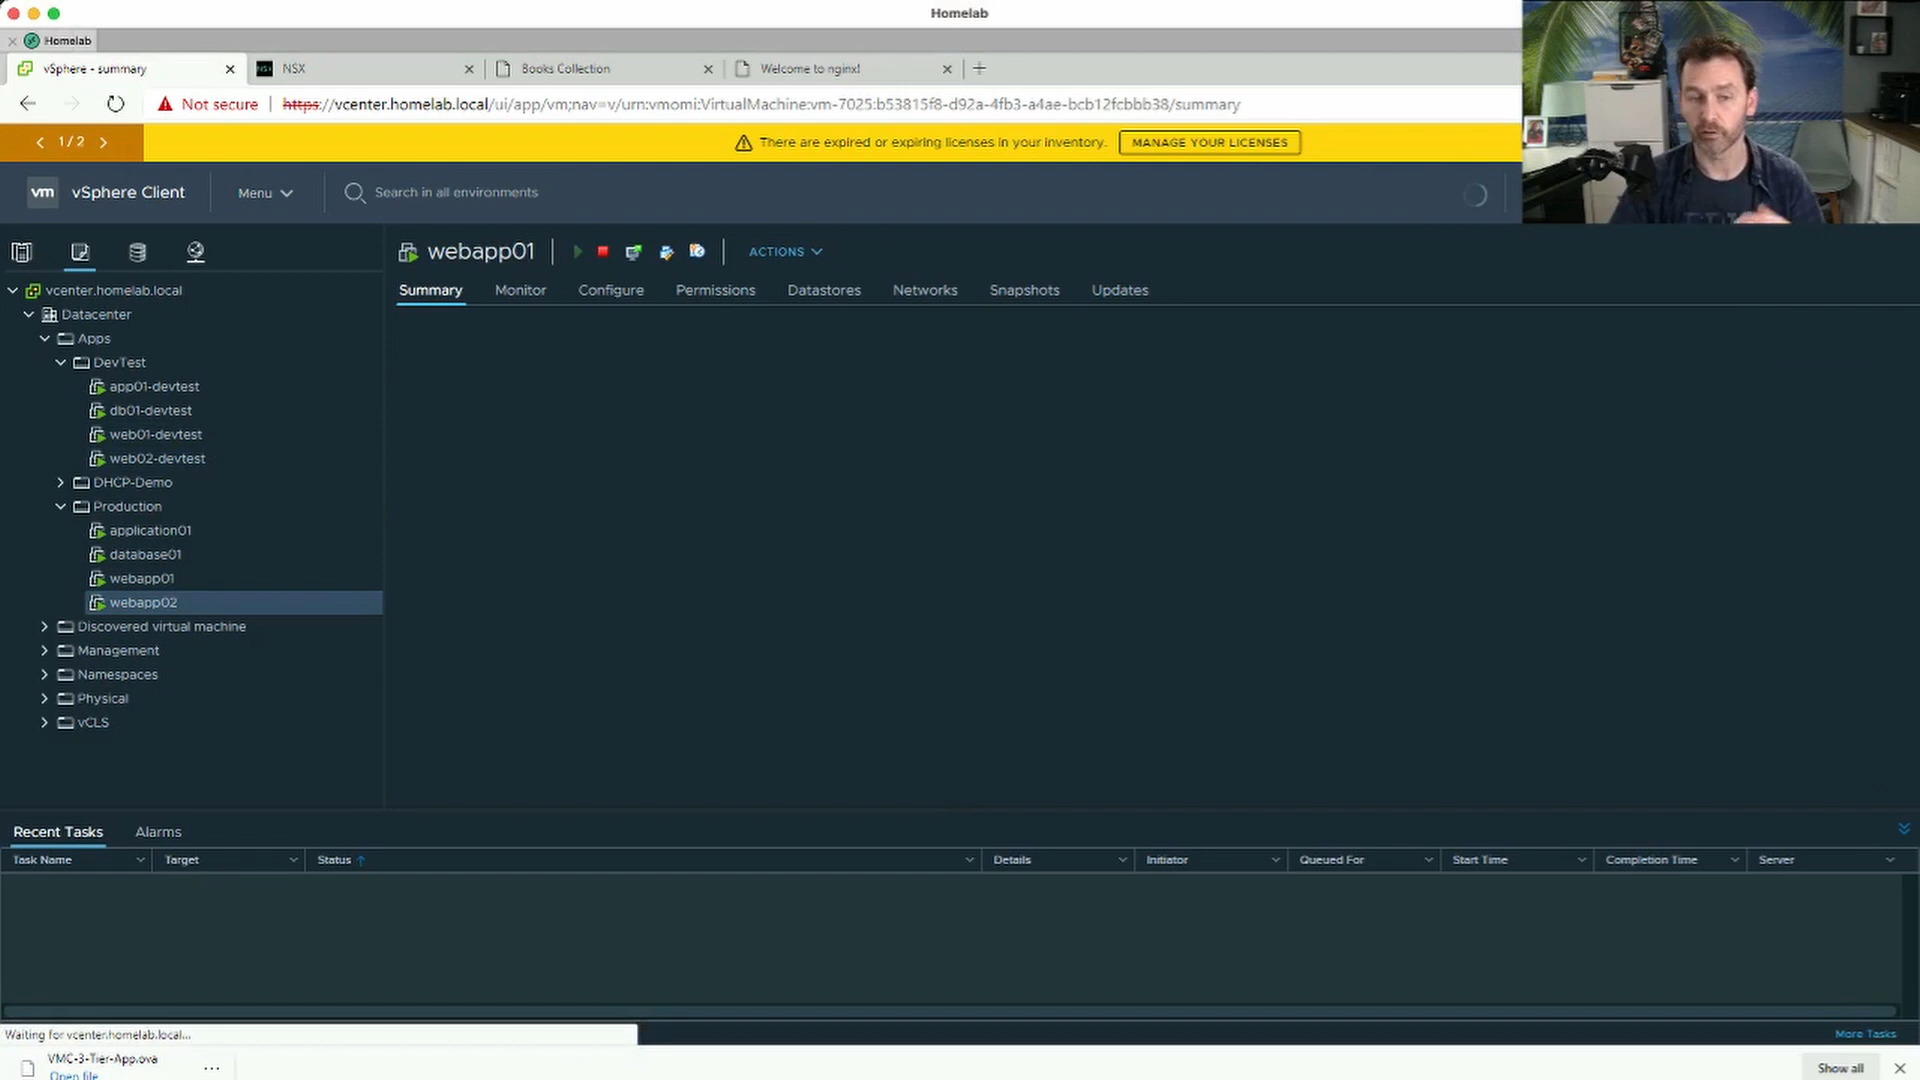 Homelab
Homelab
vSphere - summary
NSX
Books Collection
Welcome to nginx!
Not secure
https://vcenter.homelab.local/ui/app/vm;nav=v/urn:vmomi:VirtualMachine:vm-7025:b53815f8-d92a-4fb3-a4ae-bcb12fcbbb38/summary
1 / 2
There are expired or expiring licenses in your inventory.
MANAGE YOUR LICENSES
vm
vSphere Client
Menu
Search in all environments
webapp01
ACTIONS
Summary
Monitor
Configure
Permissions
Datastores
Networks
Snapshots
Updates
vcenter.homelab.local
Datacenter
Apps
DevTest
app01-devtest
db01-devtest
web01-devtest
web02-devtest
DHCP-Demo
Production
application01
database01
webapp01
webapp02
Discovered virtual machine
Management
Namespaces
Physical
vCLS
Recent Tasks
Alarms
Task Name
Target
Status
Details
Initiator
Queued For
Start Time
Completion Time
Server
Waiting for vcenter.homelab.local...
More Tasks
VMC-3-Tier-App.ova
Open file
Show all